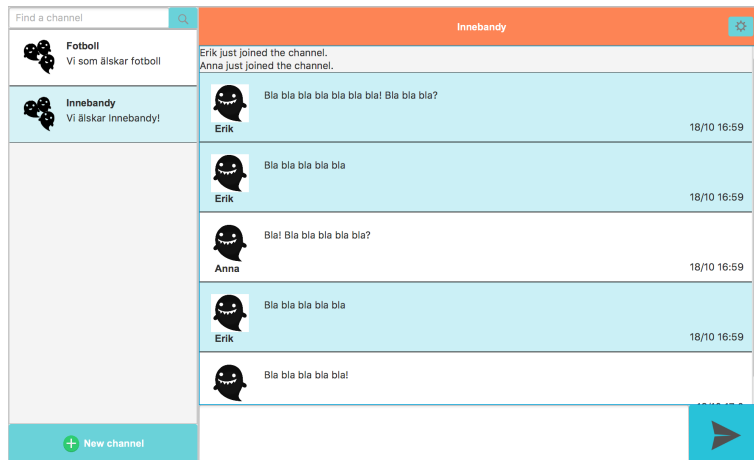 Find a channel
Fotboll
Vi som älskar fotboll
Innebandy
Vi älskar Innebandy!
New channel
Innebandy
Erik just joined the channel.
Anna just joined the channel.
Bla bla bla bla bla bla bla! Bla bla bla?
Erik
18/10 16:59
Bla bla bla bla bla
Erik
18/10 16:59
Bla! Bla bla bla bla bla?
Anna
18/10 16:59
Bla bla bla bla bla
Erik
18/10 16:59
Bla bla bla bla bla!